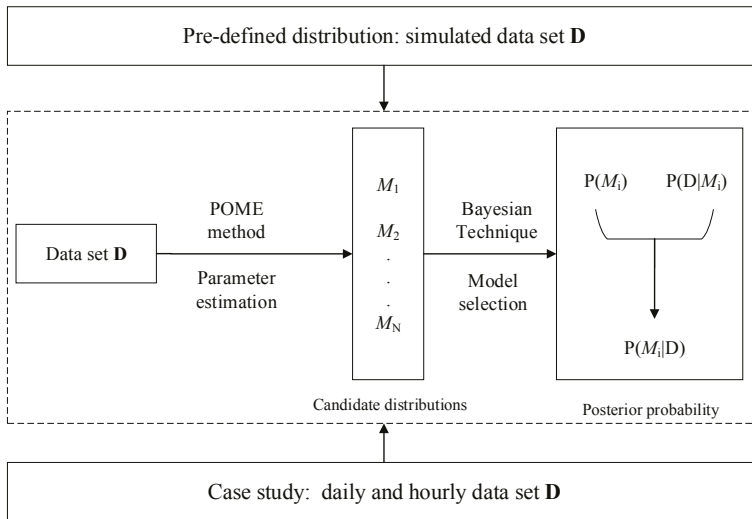 Pre-defined distribution: simulated data set D
Data set D
POME
method
Parameter
estimation
M1
M2
.
.
.
MN
Candidate distributions
Bayesian
Technique
Model
selection
P(Mi) P(D|Mi)
P(Mi|D)
Posterior probability
Case study: daily and hourly data set D